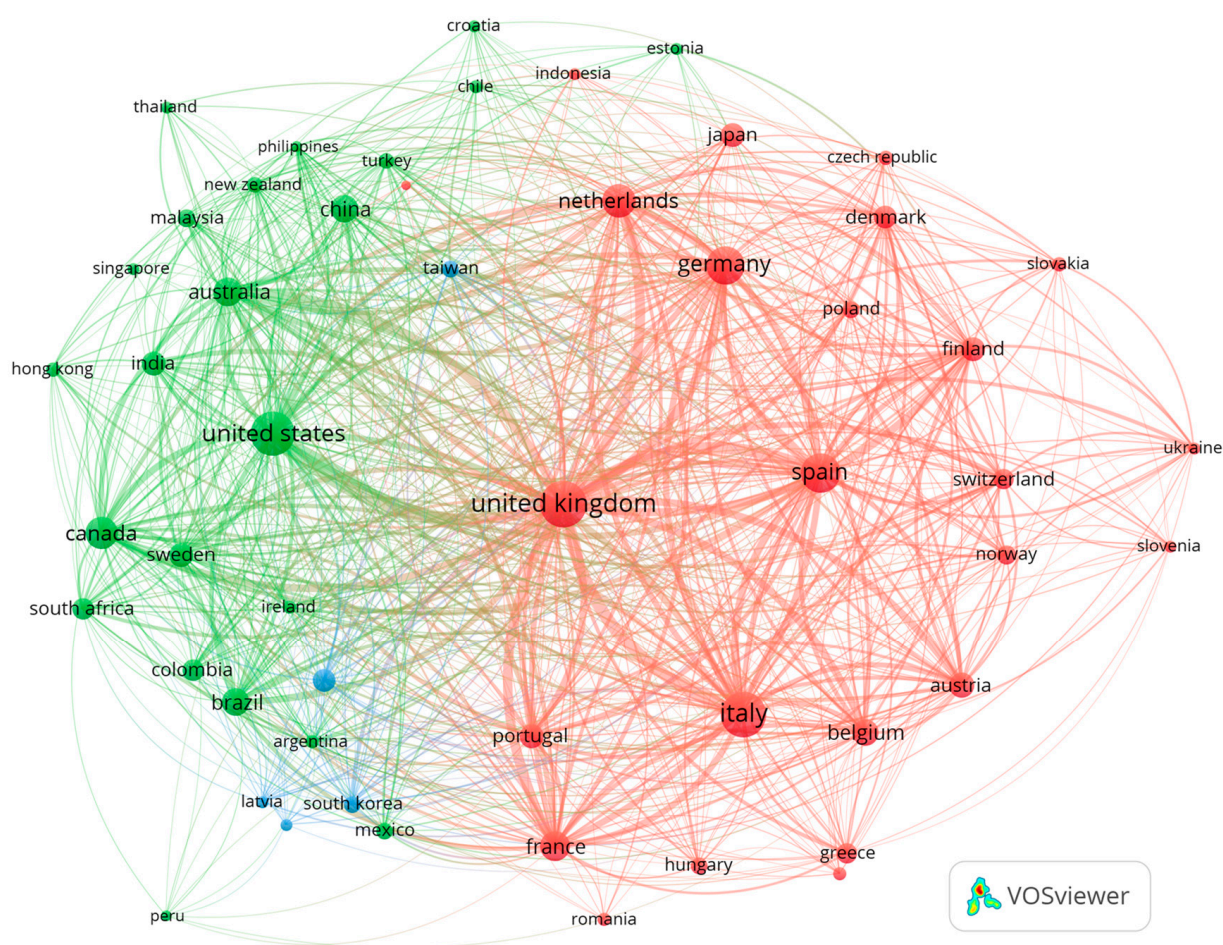 croatia
estonia
indonesia
chile
thailand
japan
philippines
czech republic
turkey
new zealand
netherlands
china
malaysia
denmark
singapore
taiwan
germany
slovakia
australia
poland
finland
india
hong kong
united states
ukraine
spain
switzerland
united kingdom
canada
sweden
norway
slovenia
south africa
ireland
colombia
austria
brazil
italy
belgium
portugal
argentina
latvia
south korea
mexico
france
greece
hungary
VOSviewer
peru
romania